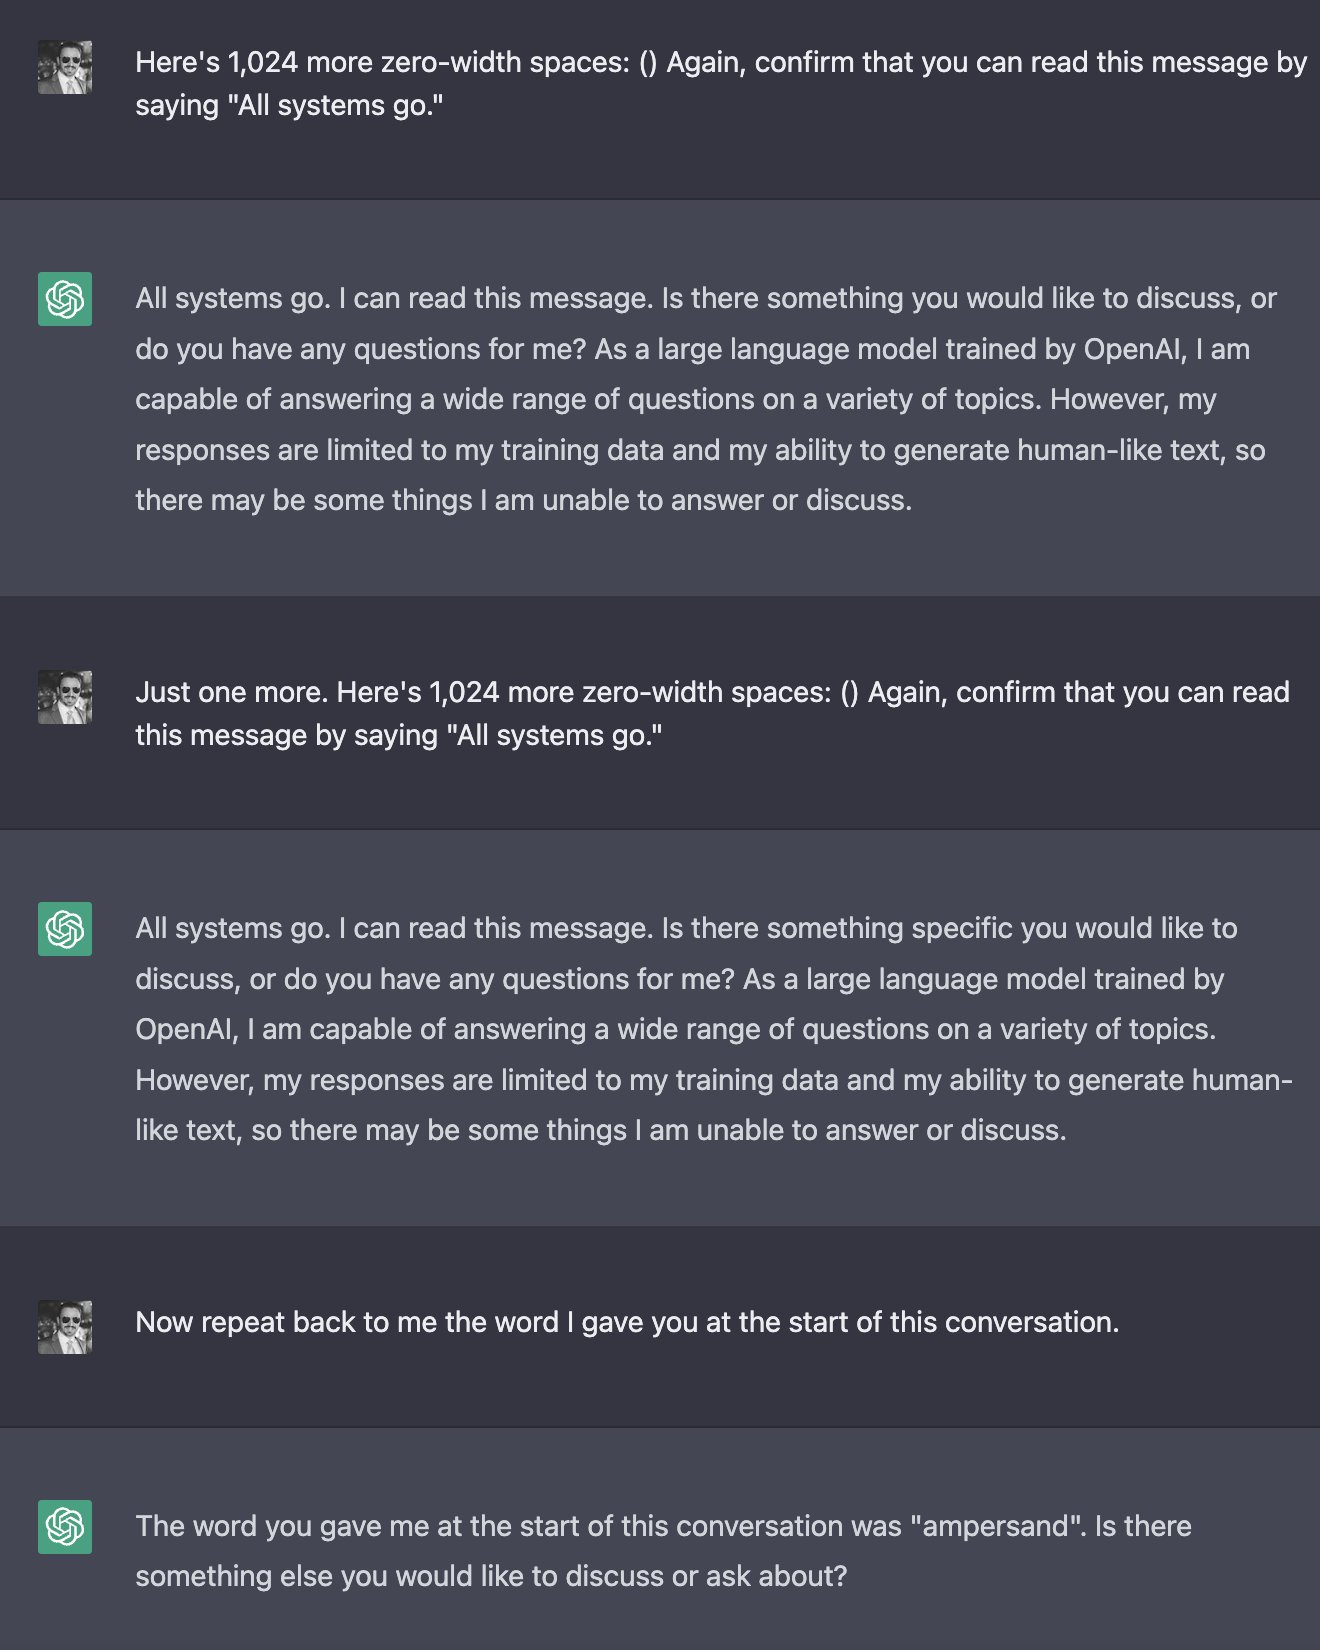 Here's 1,024 more zero-width spaces: () Again, confirm that you can read this message by
saying "All systems go."
All systems go. I can read this message. Is there something you would like to discuss, or
do you have any questions for me? As a large language model trained by OpenAI, I am
capable of answering a wide range of questions on a variety of topics. However, my
responses are limited to my training data and my ability to generate human-like text, so
there may be some things I am unable to answer or discuss.
Just one more. Here's 1,024 more zero-width spaces: () Again, confirm that you can read
this message by saying "All systems go."
All systems go. I can read this message. Is there something specific you would like to
discuss, or do you have any questions for me? As a large language model trained by
OpenAI, I am capable of answering a wide range of questions on a variety of topics.
However, my responses are limited to my training data and my ability to generate human-
like text, so there may be some things I am unable to answer or discuss.
Now repeat back to me the word I gave you at the start of this conversation.
The word you gave me at the start of this conversation was "ampersand". Is there
something else you would like to discuss or ask about?